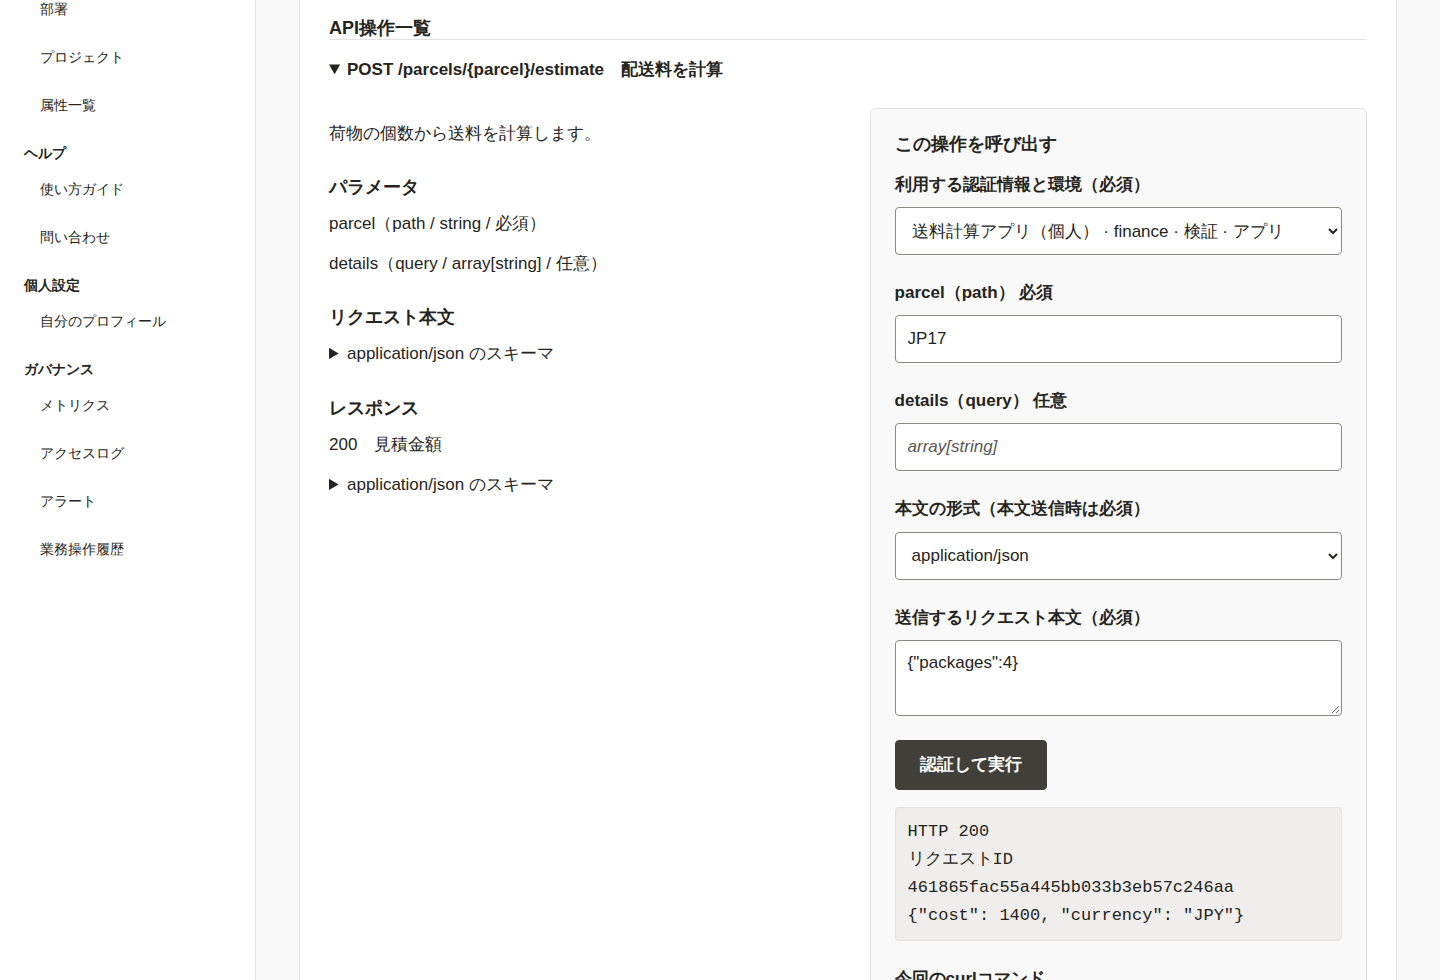 部署
プロジェクト
属性一覧
ヘルプ
使い方ガイド
問い合わせ
個人設定
自分のプロフィール
ガバナンス
メトリクス
アクセスログ
アラート
業務操作履歴
API操作一覧
▼ POST /parcels/{parcel}/estimate 配送料を計算
荷物の個数から送料を計算します。
パラメータ
parcel（path / string / 必須）
details（query / array[string] / 任意）
リクエスト本文
▶ application/json のスキーマ
レスポンス
200 見積金額
▶ application/json のスキーマ
この操作を呼び出す
利用する認証情報と環境（必須）
送料計算アプリ（個人） · finance · 検証 · アプリ
parcel（path） 必須
JP17
details（query） 任意
array[string]
本文の形式（本文送信時は必須）
application/json
送信するリクエスト本文（必須）
{"packages":4}
認証して実行
HTTP 200
リクエストID
461865fac55a445bb033b3eb57c246aa
{"cost": 1400, "currency": "JPY"}
今回のcurlコマンド